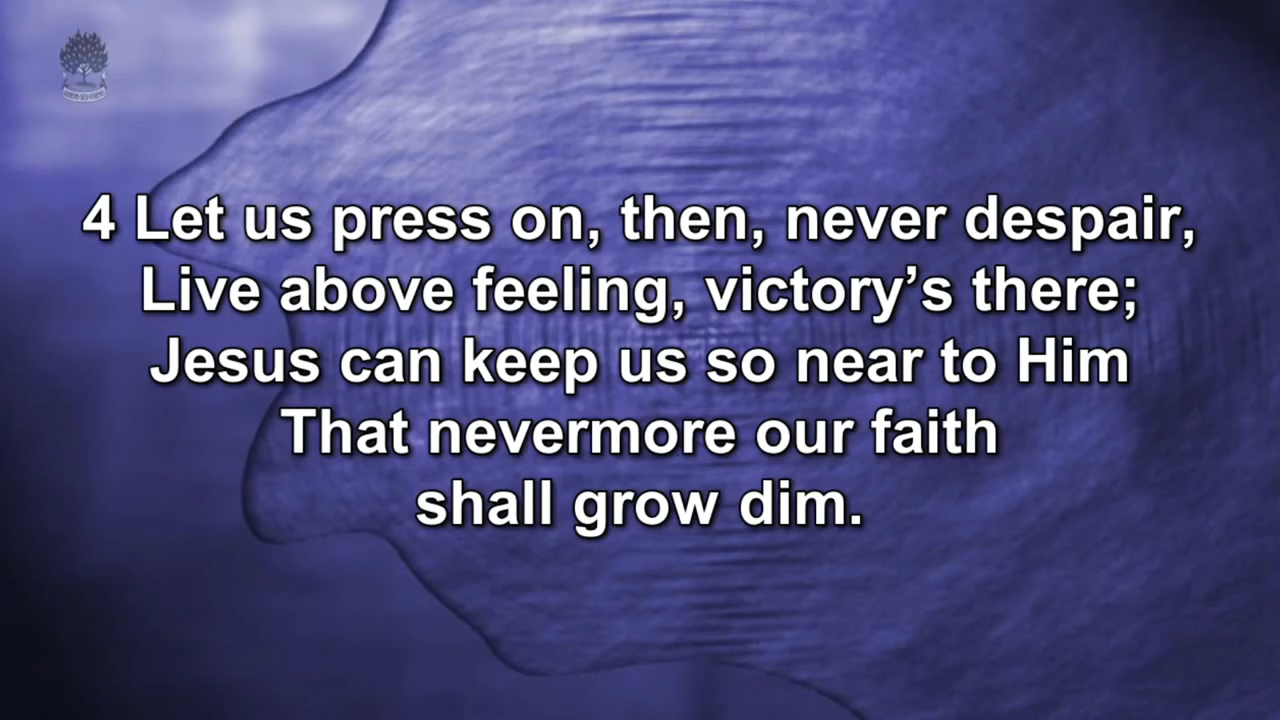 4 Let us press on, then, never despair,
Live above feeling, victory’s there;
Jesus can keep us so near to Him
That nevermore our faith
shall grow dim.